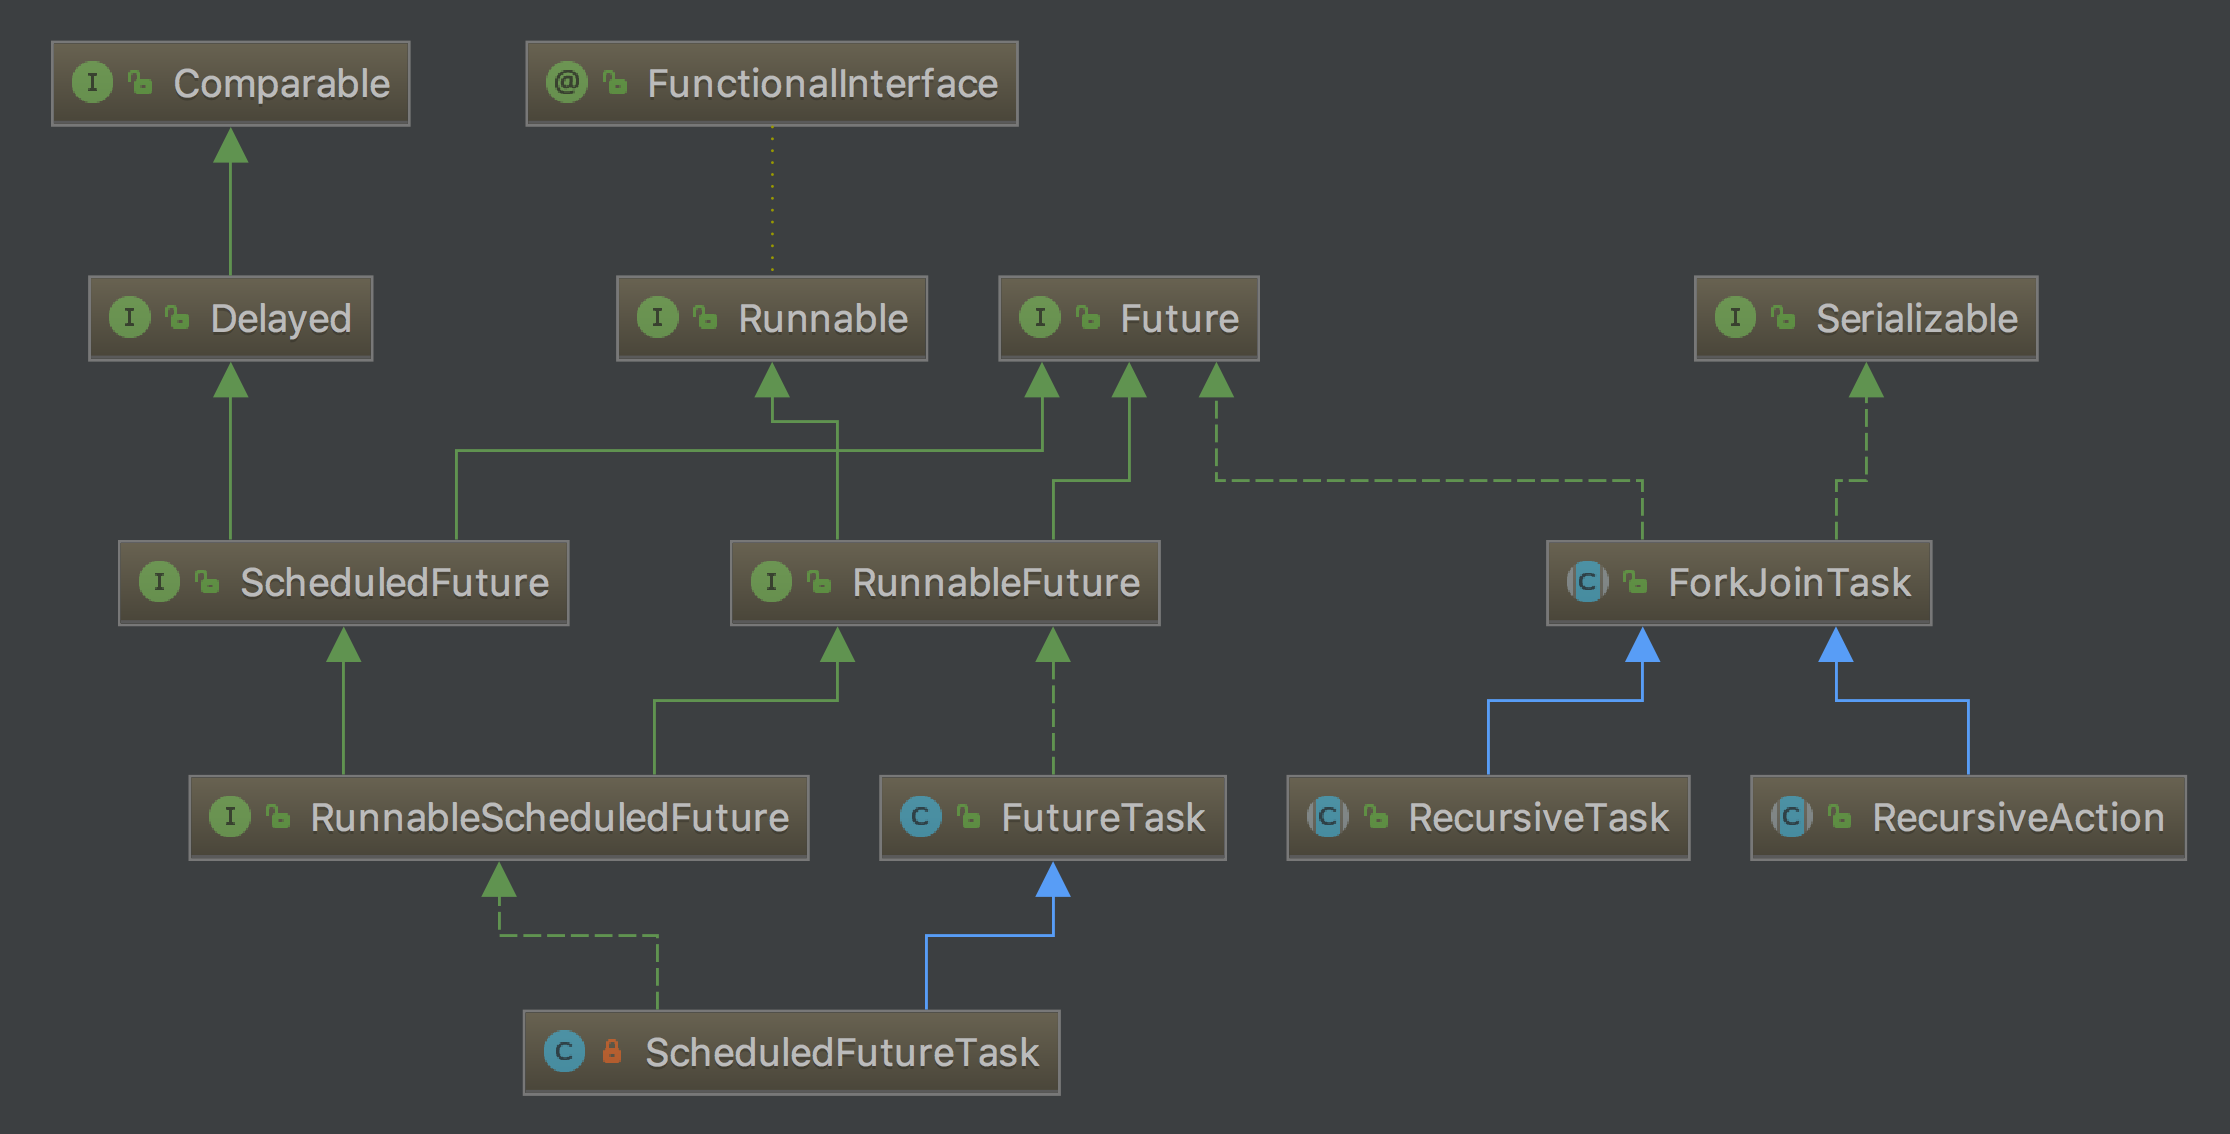 I Comparable
@ FunctionalInterface
I Delayed
I Runnable
I Future
I Serializable
I ScheduledFuture
I RunnableFuture
C ForkJoinTask
I RunnableScheduledFuture
C FutureTask
C RecursiveTask
C RecursiveAction
C ScheduledFutureTask